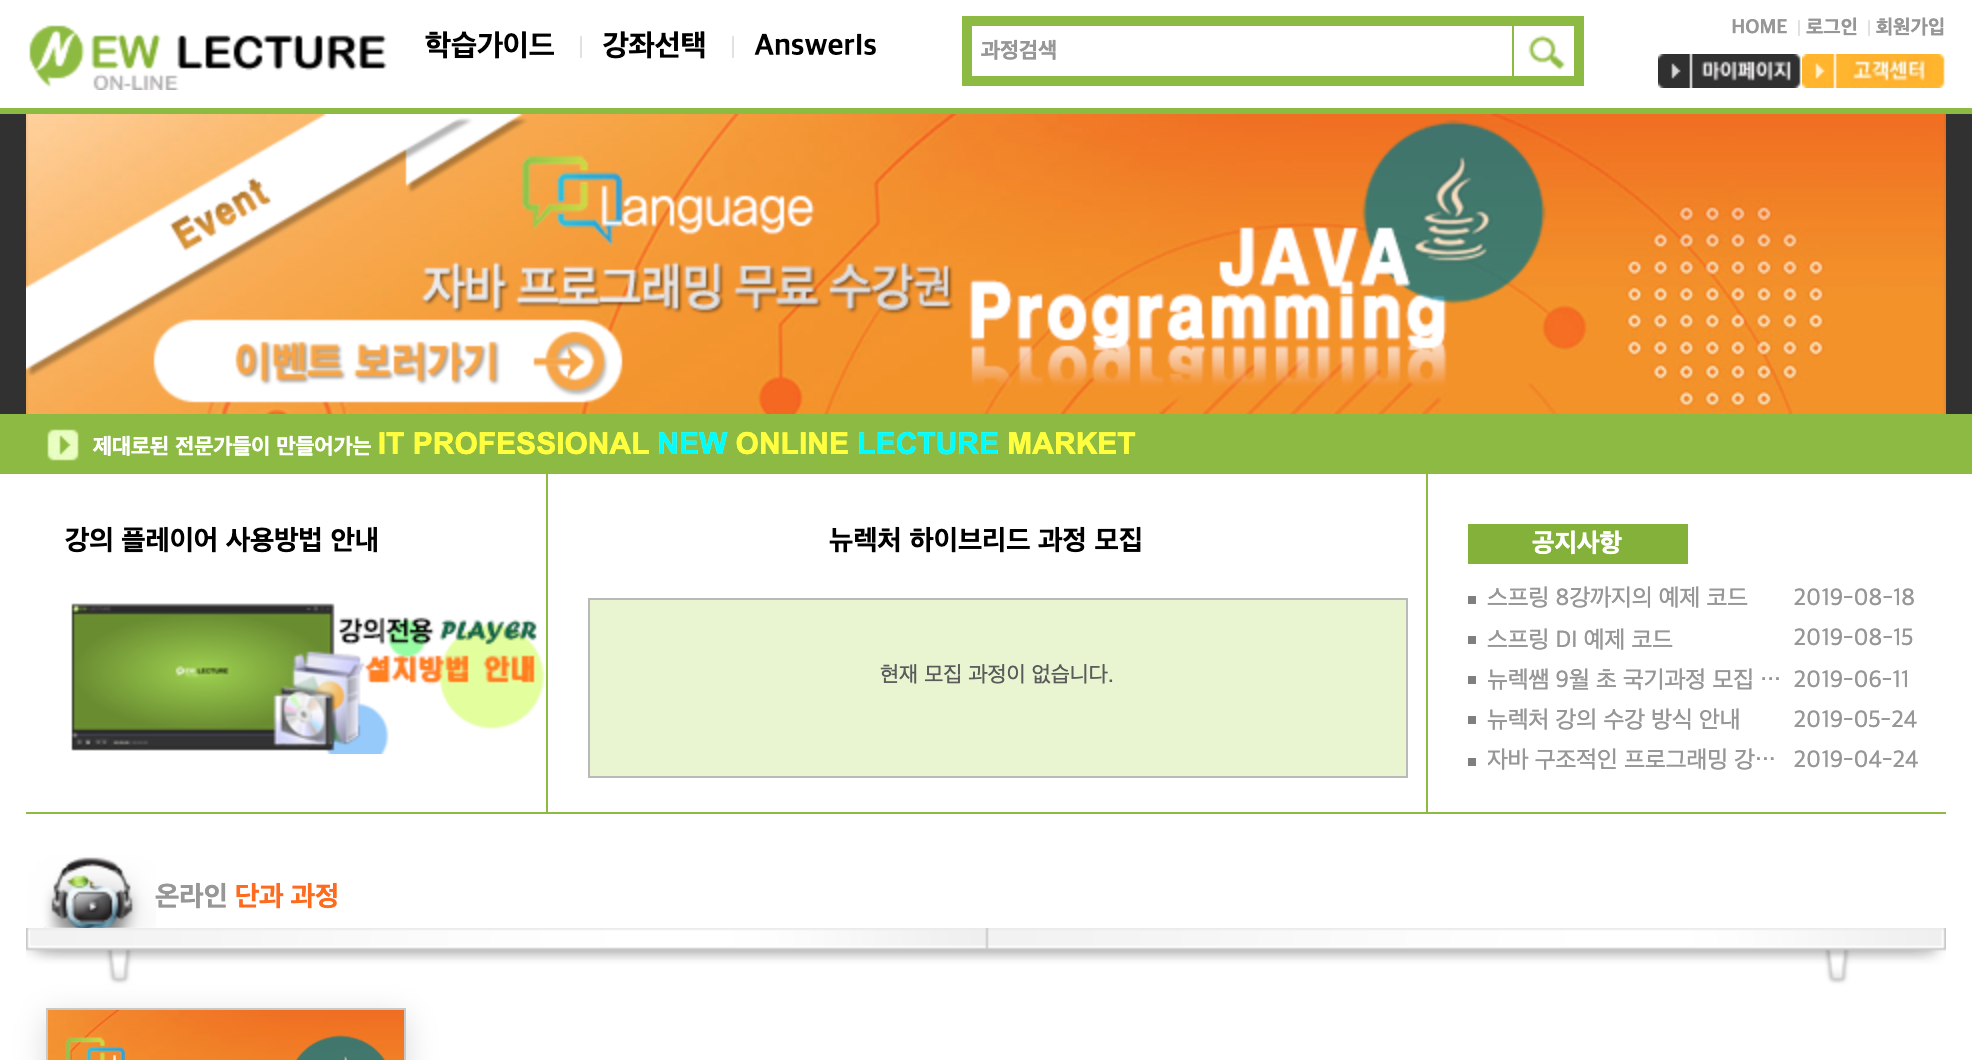 NEW LECTURE
ON-LINE
학습가이드
강좌선택
AnswerIs
과정검색
HOME 로그인 회원가입
마이페이지 고객센터
Event
Language
자바 프로그래밍 무료 수강권
이벤트 보러가기
JAVA
Programming
제대로된 전문가들이 만들어가는 IT PROFESSIONAL NEW ONLINE LECTURE MARKET
강의 플레이어 사용방법 안내
강의전용 PLAYER
설치방법 안내
NEW LECTURE
뉴렉처 하이브리드 과정 모집
현재 모집 과정이 없습니다.
공지사항
스프링 8강까지의 예제 코드 2019-08-18
스프링 DI 예제 코드 2019-08-15
뉴렉쌤 9월 초 국기과정 모집 ... 2019-06-11
뉴렉처 강의 수강 방식 안내 2019-05-24
자바 구조적인 프로그래밍 강... 2019-04-24
온라인 단과 과정